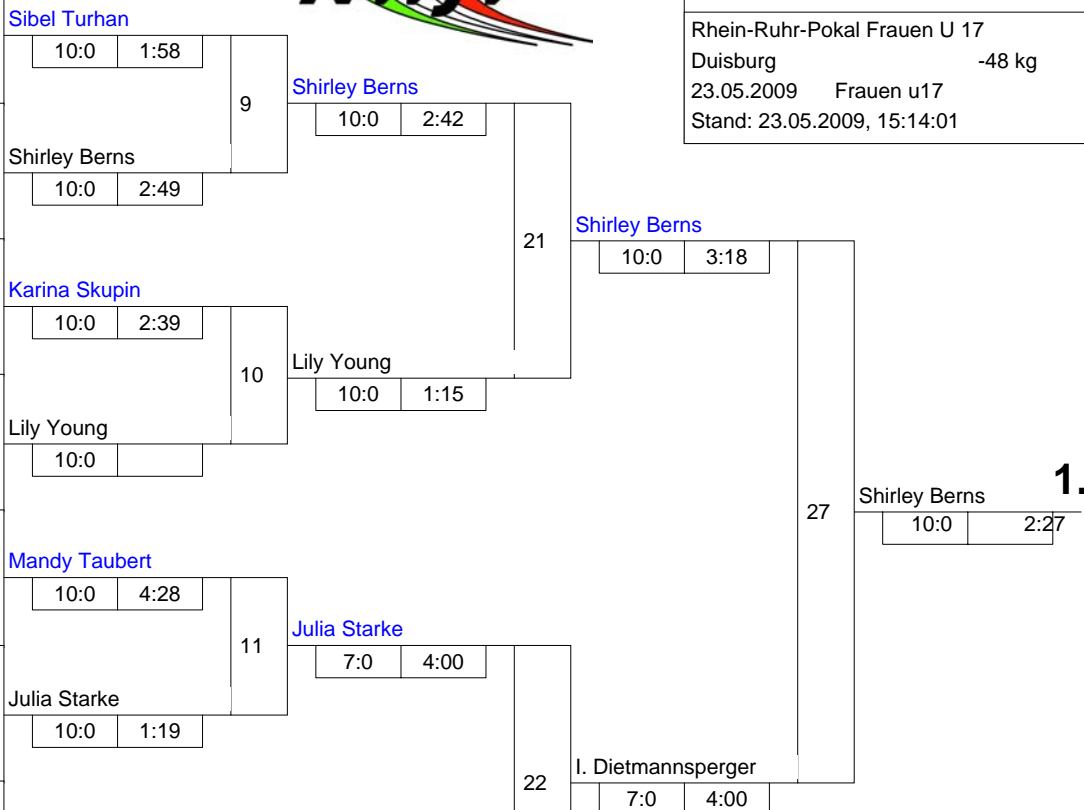 Rhein-Ruhr-Pokal Frauen U 17
Duisburg -48 kg
23.05.2009 Frauen u17
Stand: 23.05.2009, 15:14:01
Sibel Turhan
10:0 1:58
9
Shirley Berns
10:0 2:42
Shirley Berns
10:0 2:49
21
Shirley Berns
10:0 3:18
Karina Skupin
10:0 2:39
10
Lily Young
10:0 1:15
Lily Young
10:0
27
Shirley Berns
1.
10:0 2:27
Mandy Taubert
10:0 4:28
11
Julia Starke
7:0 4:00
Julia Starke
10:0 1:19
22
I. Dietmannsperger
7:0 4:00